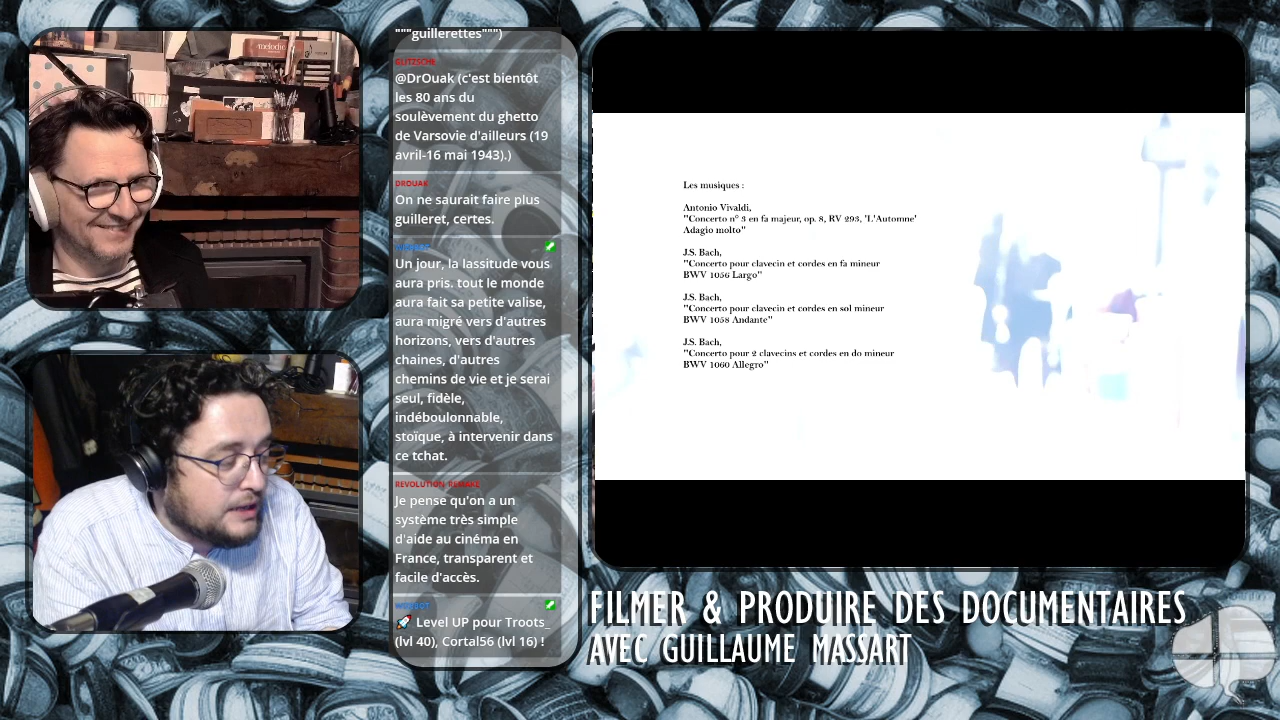 melodic
"""guillerettes""")
GLITZSCHE
@DrOuak (c'est bientôt
les 80 ans du
soulèvement du ghetto
de Varsovie d'ailleurs (19
avril-16 mai 1943).)
DROUAK
On ne saurait faire plus
guilleret, certes.
Un jour, la lassitude vous
aura pris. tout le monde
aura fait sa petite valise,
aura migré vers d'autres
horizons, vers d'autres
chaines, d'autres
chemins de vie et je serai
seul, fidèle,
indéboulonnable,
stoïque, à intervenir dans
ce tchat.
REVOLUTION_REMAKE
Je pense qu'on a un
système très simple
d'aide au cinéma en
France, transparent et
facile d'accès.
🚀 Level UP pour Troots_
(lvl 40), Cortal56 (lvl 16) !
Les musiques :
Antonio Vivaldi,
"Concerto n° 3 en fa majeur, op. 8, RV 293, 'L'Automne'
Adagio molto"
J.S. Bach,
"Concerto pour clavecin et cordes en fa mineur
BWV 1056 Largo"
J.S. Bach,
"Concerto pour clavecin et cordes en sol mineur
BWV 1058 Andante"
J.S. Bach,
"Concerto pour 2 clavecins et cordes en do mineur
BWV 1060 Allegro"
FILMER & PRODUIRE DES DOCUMENTAIRES
AVEC GUILLAUME MASSART